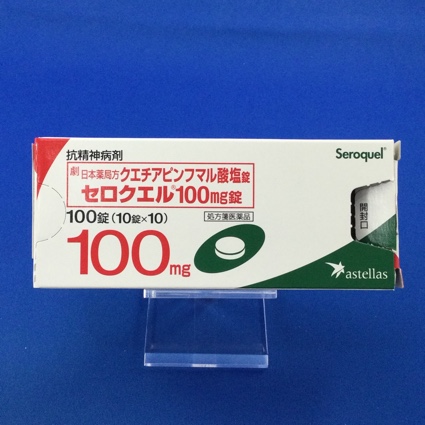 抗精神病剤
Seroquel®
劇 日本薬局方 クエチアピンフマル酸塩錠
セロクエル®100mg錠
100錠(10錠×10)
処方箋医薬品
100mg
開封口
astellas